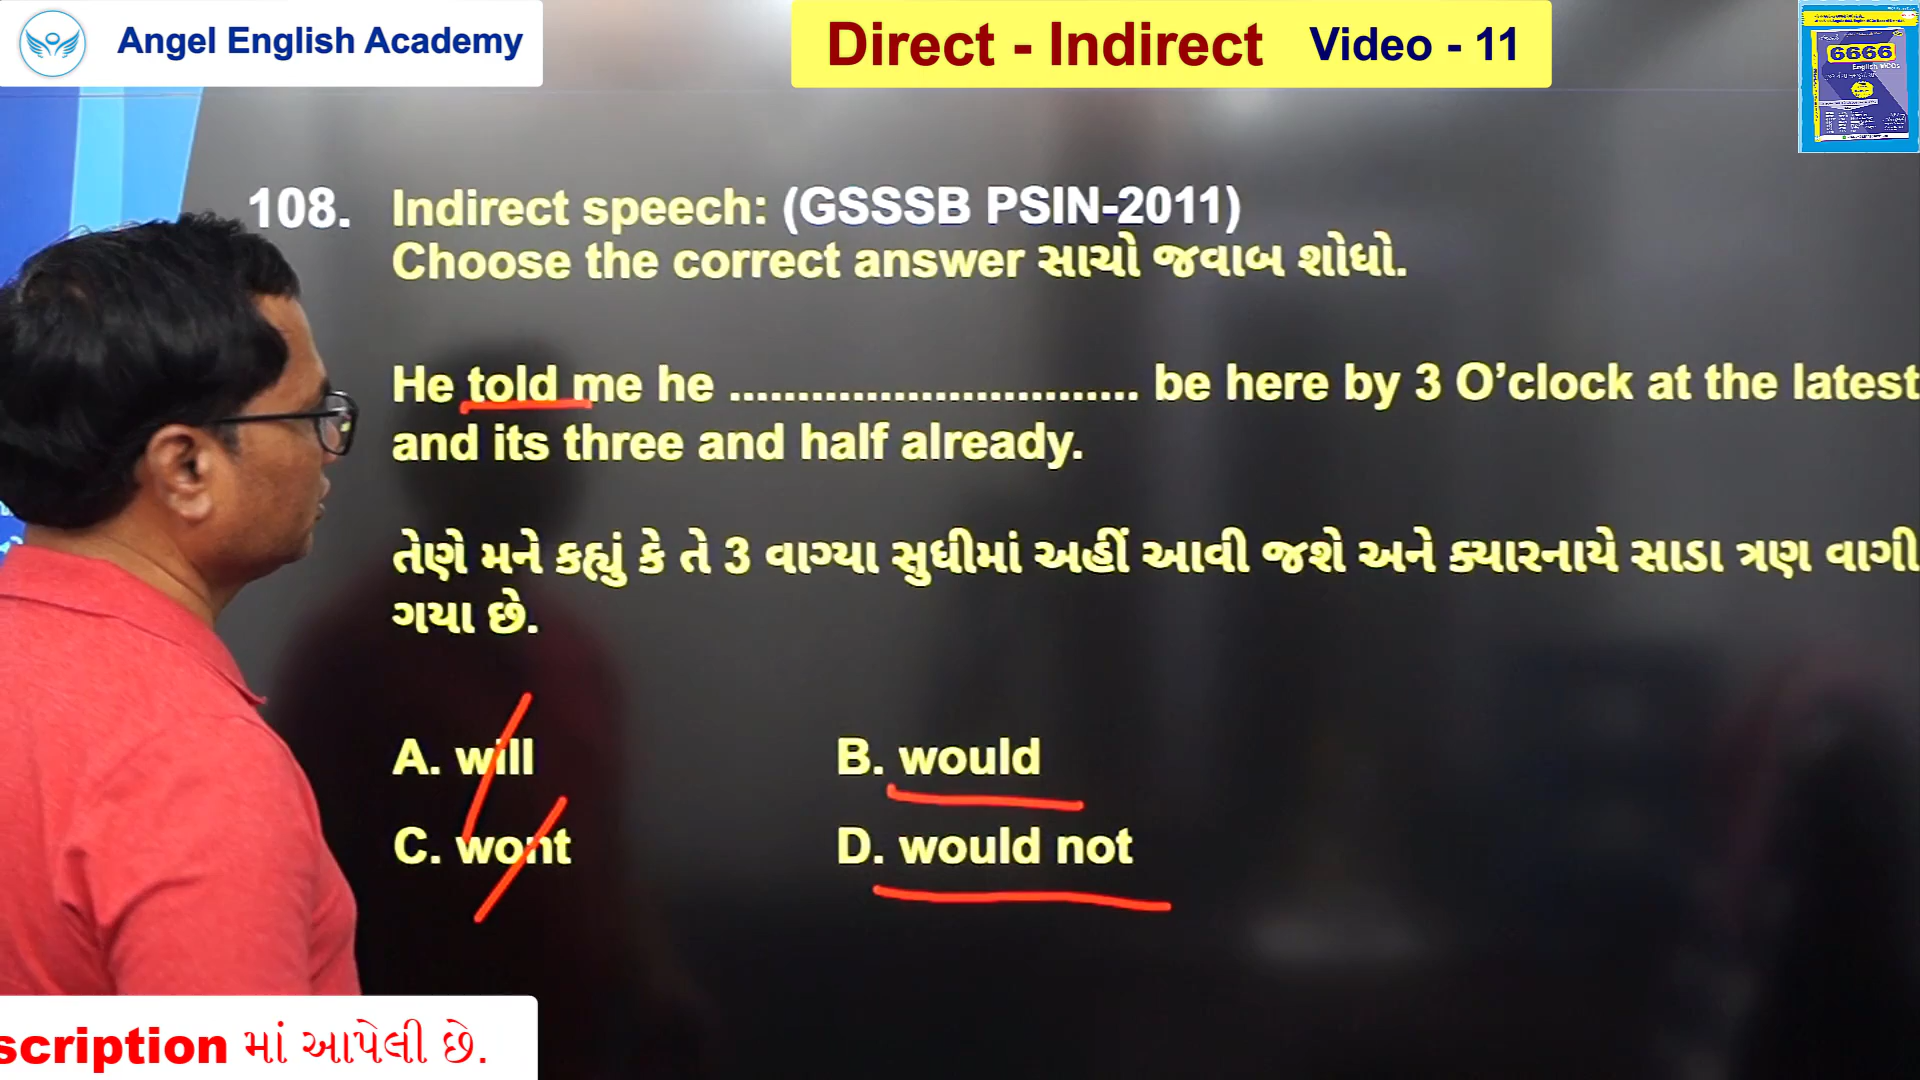 Angel English Academy
Direct - Indirect Video - 11
6666
English MCQs
108. Indirect speech: (GSSSB PSIN-2011)
Choose the correct answer સાચો જવાબ શોધો.
He told me he .............................. be here by 3 O’clock at the latest
and its three and half already.
તેણે મને કહ્યું કે તે 3 વાગ્યા સુધીમાં અહીં આવી જશે અને ક્યારનાયે સાડા ત્રણ વાગી
ગયા છે.
A. will B. would
C. wont D. would not
scription માં આપેલી છે.